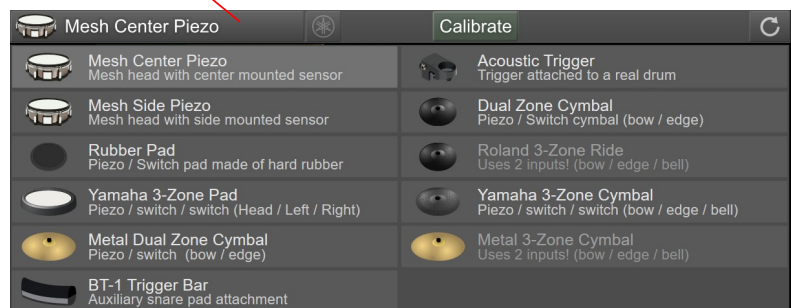 Mesh Center Piezo
Calibrate
Mesh Center Piezo
Mesh head with center mounted sensor
Mesh Side Piezo
Mesh head with side mounted sensor
Rubber Pad
Piezo / Switch pad made of hard rubber
Yamaha 3-Zone Pad
Piezo / switch / switch (Head / Left / Right)
Metal Dual Zone Cymbal
Piezo / switch (bow / edge)
BT-1 Trigger Bar
Auxiliary snare pad attachment
Acoustic Trigger
Trigger attached to a real drum
Dual Zone Cymbal
Piezo / Switch cymbal (bow / edge)
Roland 3-Zone Ride
Uses 2 inputs! (bow / edge / bell)
Yamaha 3-Zone Cymbal
Piezo / switch / switch (bow / edge / bell)
Metal 3-Zone Cymbal
Uses 2 inputs! (bow / edge / bell)